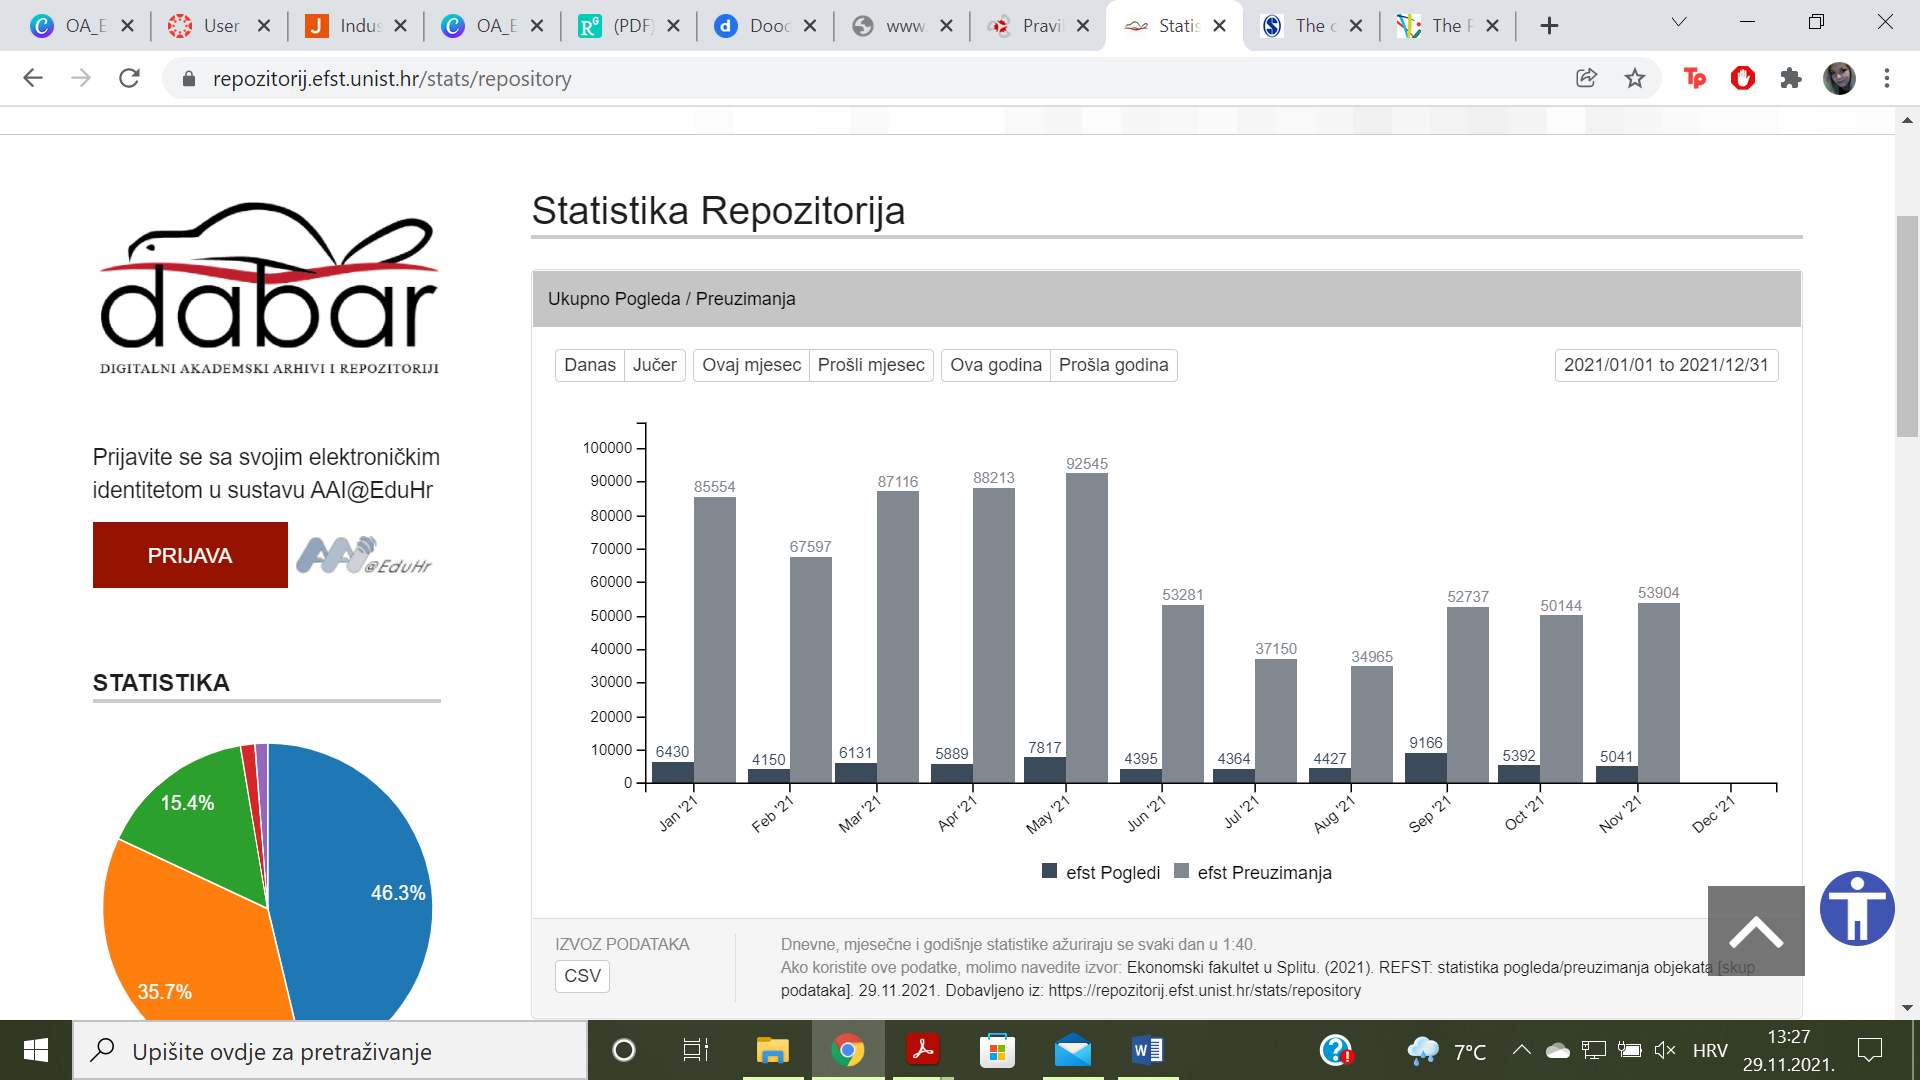 OA_E
User
Indus
OA_E
(PDF)
Dooc
www.
Pravil
Statis
The c
The P
repozitorij.efst.unist.hr/stats/repository
dabar
DIGITALNI AKADEMSKI ARHIVI I REPOZITORIJI
Prijavite se sa svojim elektroničkim
identitetom u sustavu AAI@EduHr
PRIJAVA
AAI@EduHr
STATISTIKA
15.4%
46.3%
35.7%
Statistika Repozitorija
Ukupno Pogleda / Preuzimanja
Danas Jučer Ovaj mjesec Prošli mjesec Ova godina Prošla godina 2021/01/01 to 2021/12/31
100000
90000
80000
70000
60000
50000
40000
30000
20000
10000
0
6430 85554
4150 67597
6131 87116
5889 88213
7817 92545
4395 53281
4364 37150
4427 34965
9166 52737
5392 50144
5041 53904
Jan '21 Feb '21 Mar '21 Apr '21 May '21 Jun '21 Jul '21 Aug '21 Sep '21 Oct '21 Nov '21 Dec '21
efst Pogledi efst Preuzimanja
IZVOZ PODATAKA
CSV
Dnevne, mjesečne i godišnje statistike ažuriraju se svaki dan u 1:40.
Ako koristite ove podatke, molimo navedite izvor: Ekonomski fakultet u Splitu. (2021). REFST: statistika pogleda/preuzimanja objekata [skup
podataka]. 29.11.2021. Dobavljeno iz: https://repozitorij.efst.unist.hr/stats/repository
Upišite ovdje za pretraživanje
7°C
HRV
13:27
29.11.2021.